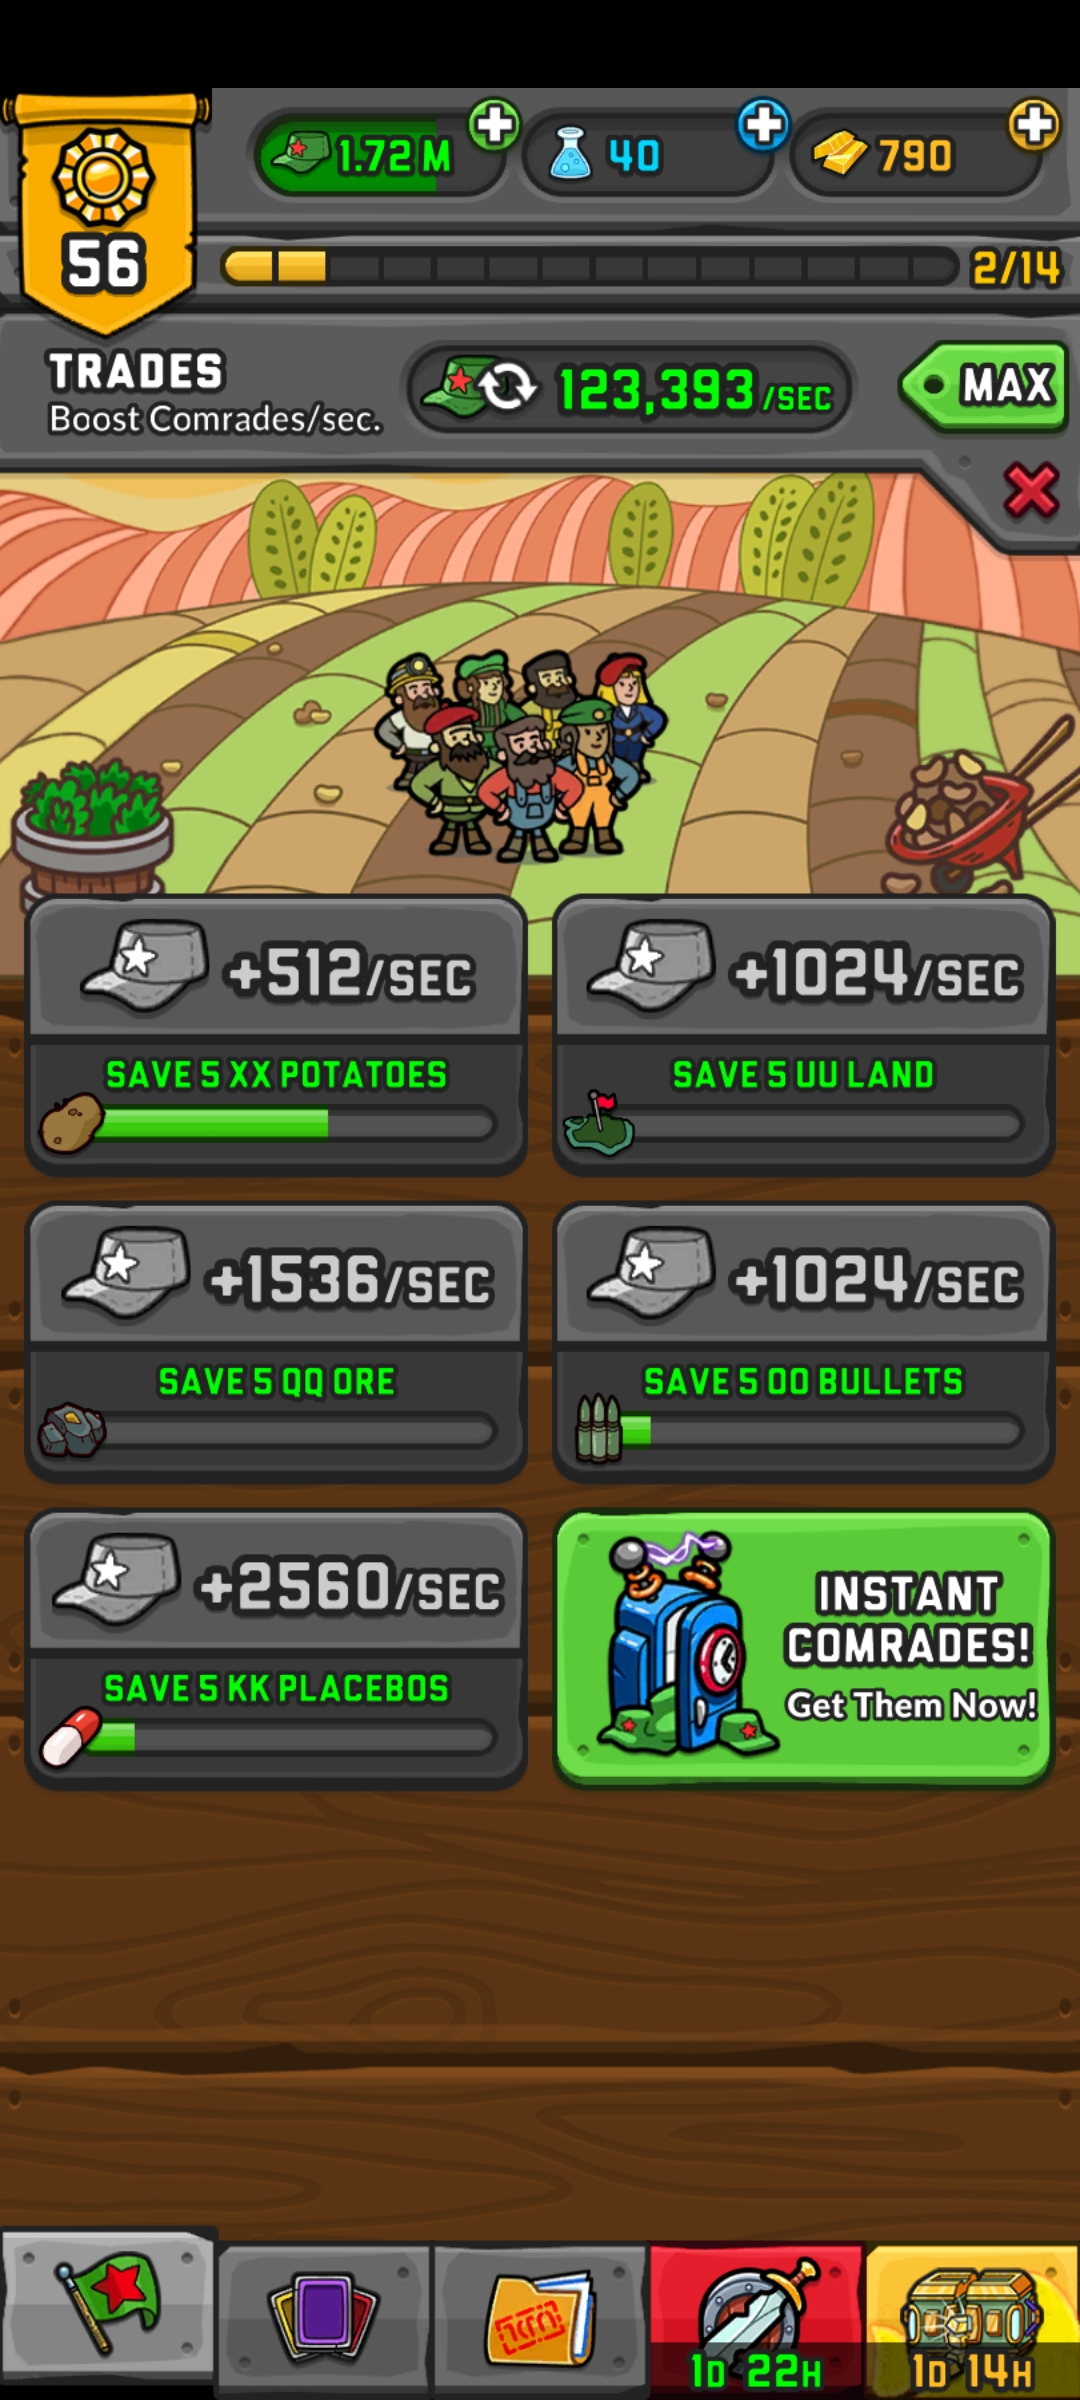 1.72 M
40
790
56
2/14
TRADES
Boost Comrades/sec.
123,393/SEC
MAX
+512/SEC
+1024/SEC
SAVE 5 XX POTATOES
SAVE 5 UU LAND
+1536/SEC
+1024/SEC
SAVE 5 QQ ORE
SAVE 5 OO BULLETS
+2560/SEC
INSTANT
COMRADES!
Get Them Now!
SAVE 5 KK PLACEBOS
1D 22H
1D 14H